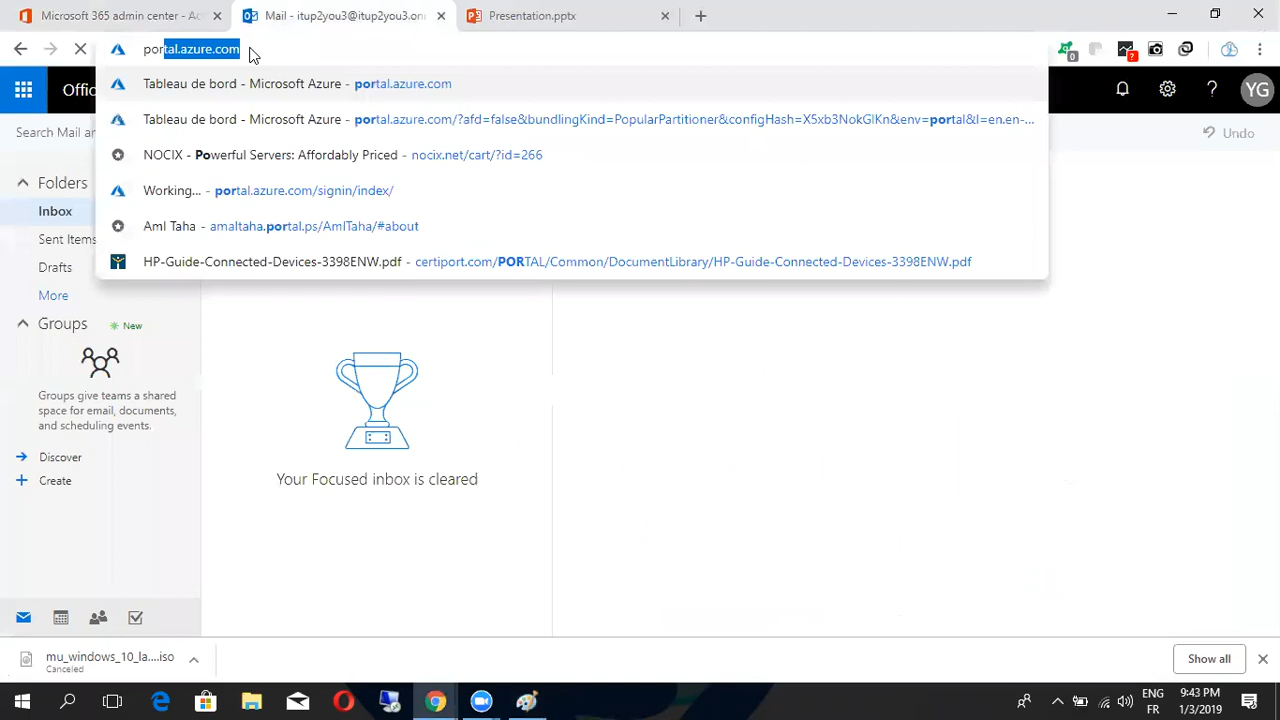 Microsoft 365 admin center - Ac
Mail - itup2you3@itup2you3.on
Presentation.pptx
portal.azure.com
0
?
Tableau de bord - Microsoft Azure - portal.azure.com
Offic
YG
Tableau de bord - Microsoft Azure - portal.azure.com/?afd=false&bundlingKind=PopularPartitioner&configHash=X5xb3NokGlKn&env=portal&l=en.en-...
Search Mail an
Undo
NOCIX - Powerful Servers: Affordably Priced - nocix.net/cart/?id=266
Folders
Working... - portal.azure.com/signin/index/
Inbox
Aml Taha - amaltaha.portal.ps/AmlTaha/#about
Sent Items
HP-Guide-Connected-Devices-3398ENW.pdf - certiport.com/PORTAL/Common/DocumentLibrary/HP-Guide-Connected-Devices-3398ENW.pdf
Drafts
More
Groups
New
Groups give teams a shared
space for email, documents,
and scheduling events.
Discover
Create
Your Focused inbox is cleared
mu_windows_10_la....iso
Canceled
Show all
ENG
FR
9:43 PM
1/3/2019